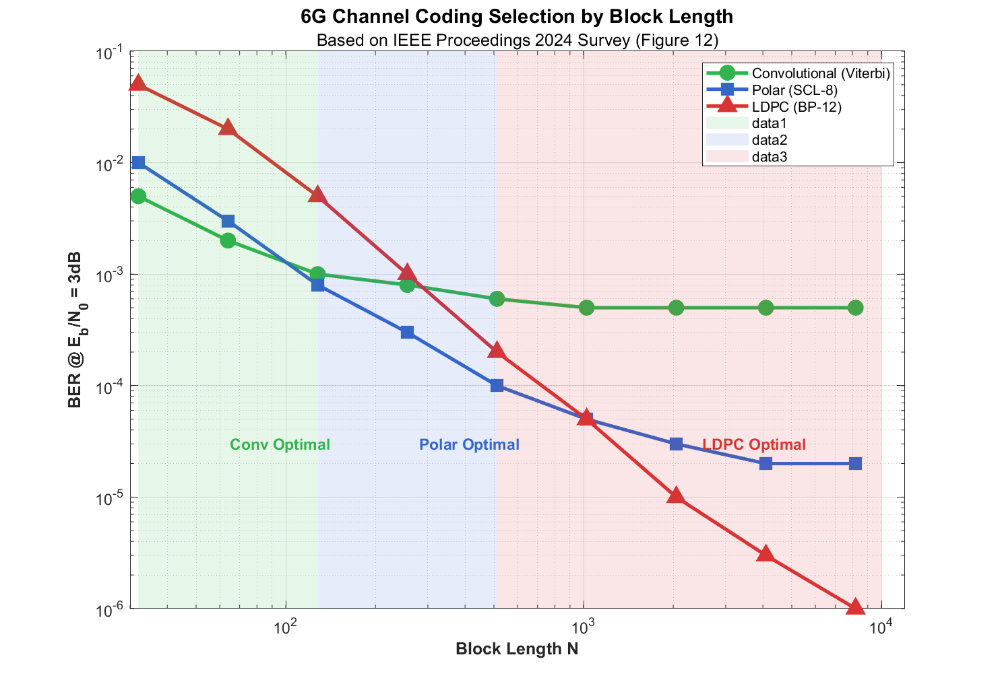 6G Channel Coding Selection by Block Length
Based on IEEE Proceedings 2024 Survey (Figure 12)
Convolutional (Viterbi)
Polar (SCL-8)
LDPC (BP-12)
data1
data2
data3
10^-1
10^-2
10^-3
10^-4
10^-5
10^-6
BER @ E_b/N_0 = 3dB
Conv Optimal
Polar Optimal
LDPC Optimal
10^2
10^3
10^4
Block Length N